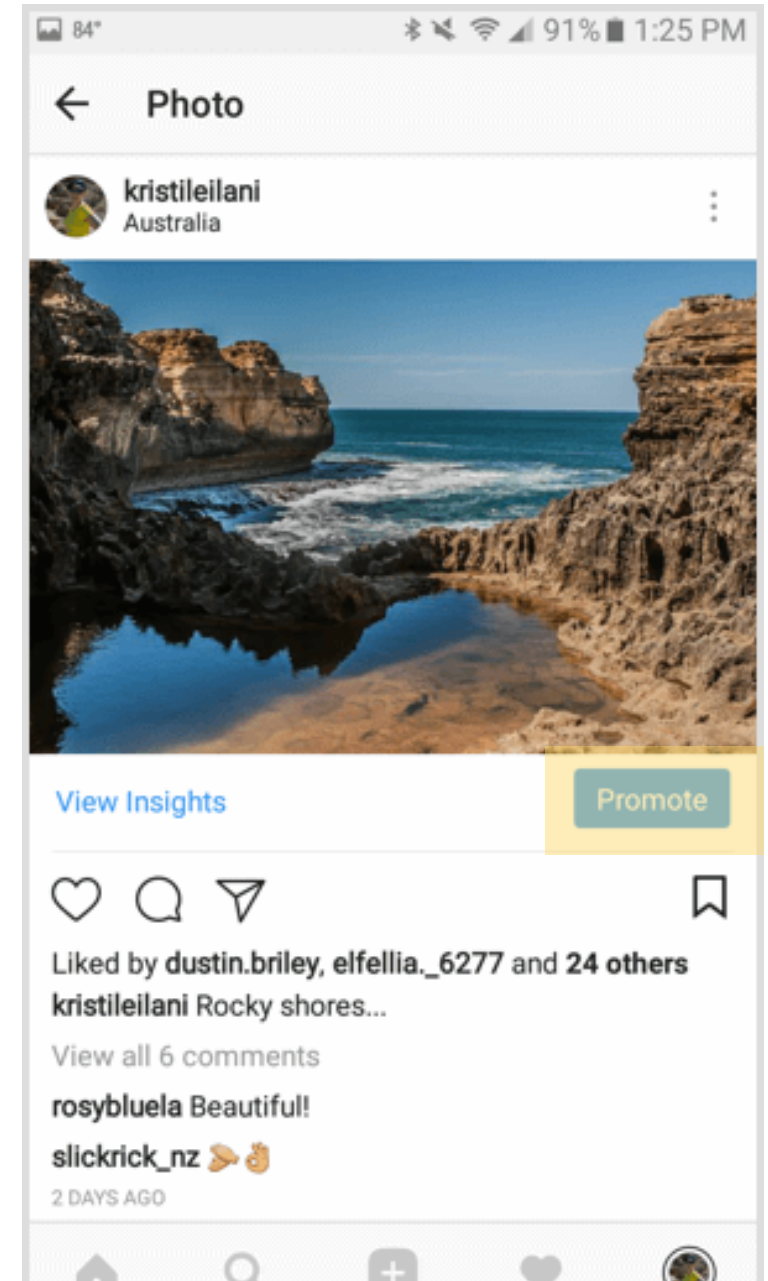 84° 91% 1:25 PM
Photo
kristileilani
Australia
View Insights
Promote
Liked by dustin.briley, elfellia._6277 and 24 others
kristileilani Rocky shores...
View all 6 comments
rosybluela Beautiful!
slickrick_nz
2 DAYS AGO